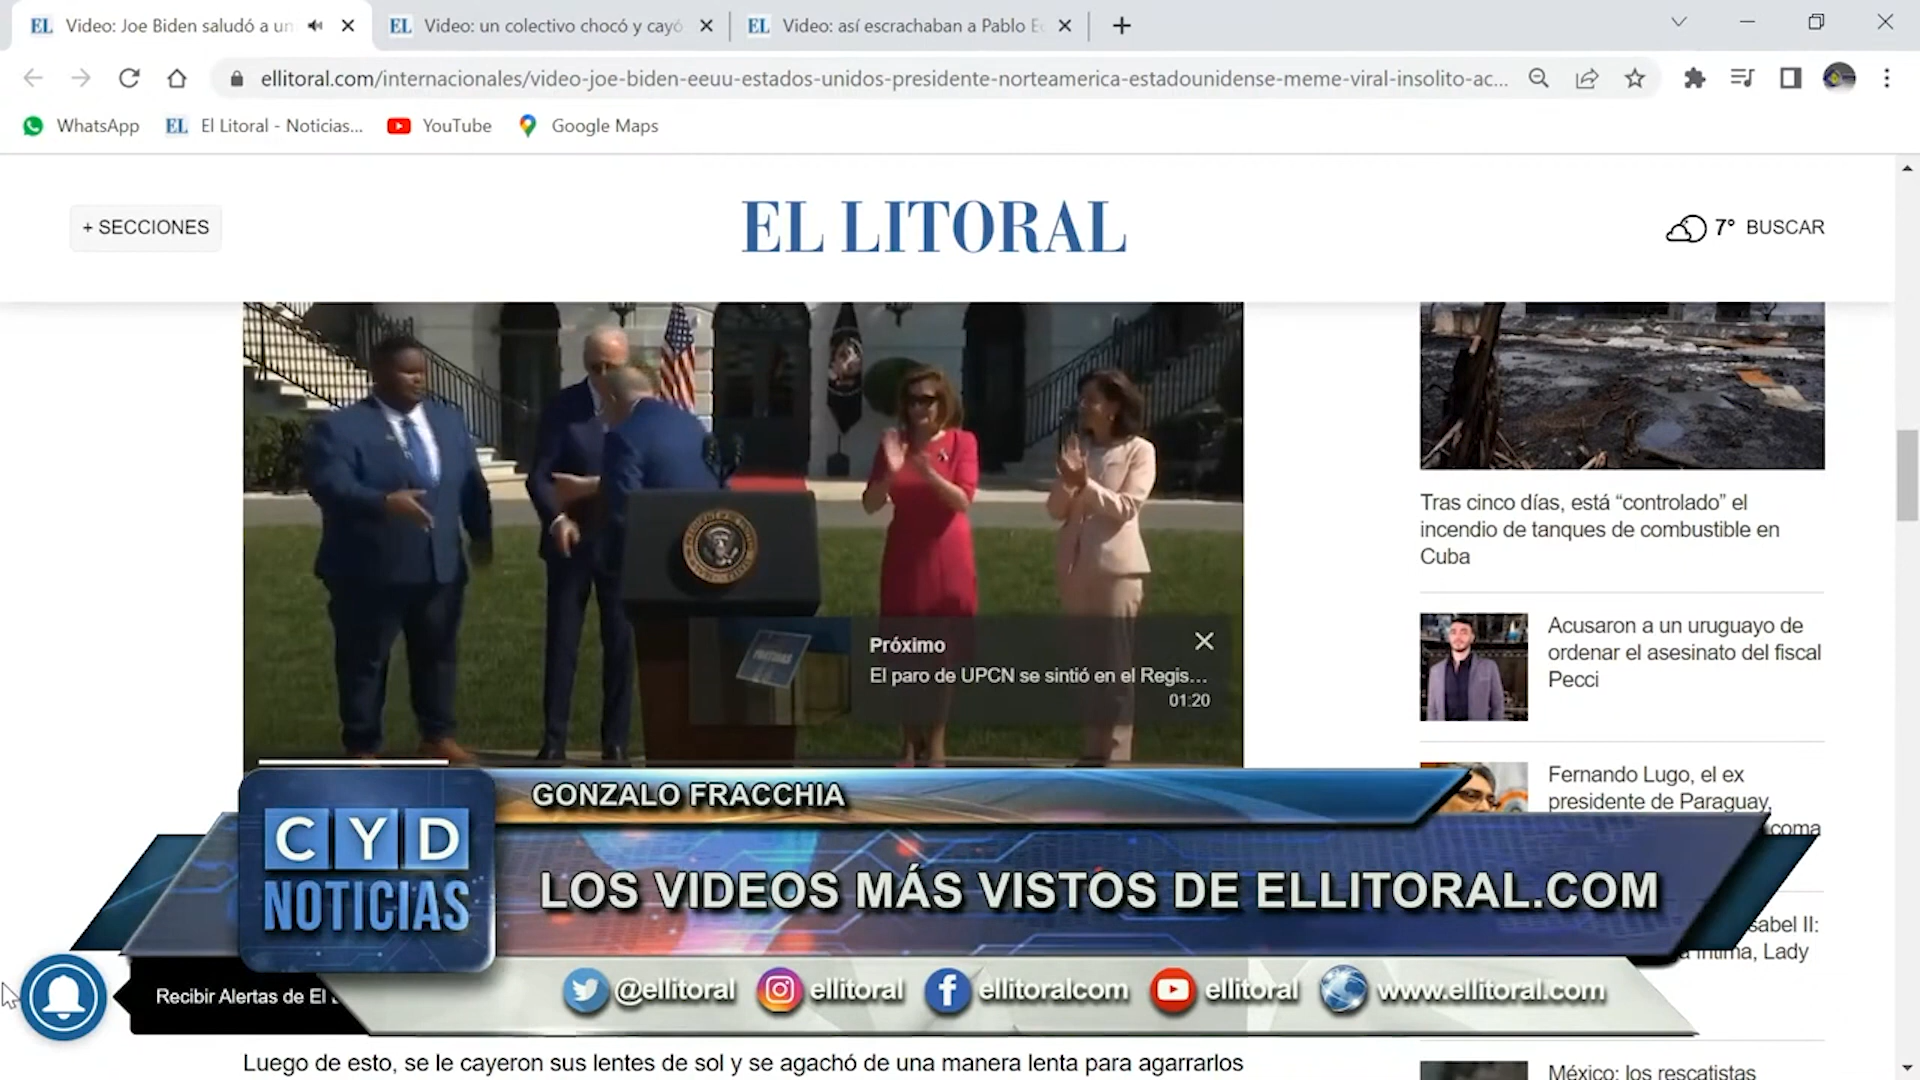 Video: Joe Biden saludó a un
Video: un colectivo chocó y cayó
Video: así escrachaban a Pablo Ec
ellitoral.com/internacionales/video-joe-biden-eeuu-estados-unidos-presidente-norteamerica-estadounidense-meme-viral-insolito-ac...
WhatsApp
EL
El Litoral - Noticias...
YouTube
Google Maps
+ SECCIONES
EL LITORAL
7° BUSCAR
Próximo
El paro de UPCN se sintió en el Regis...
01:20
Tras cinco días, está “controlado” el
incendio de tanques de combustible en
Cuba
Acusaron a un uruguayo de
ordenar el asesinato del fiscal
Pecci
Fernando Lugo, el ex
presidente de Paraguay,
coma
sabel II:
Lady
México: los rescatistas
GONZALO FRACCHIA
CYD
NOTICIAS
LOS VIDEOS MÁS VISTOS DE ELLITORAL.COM
Recibir Alertas de El
@ellitoral
ellitoral
ellitoralcom
ellitoral
www.ellitoral.com
Luego de esto, se le cayeron sus lentes de sol y se agachó de una manera lenta para agarrarlos